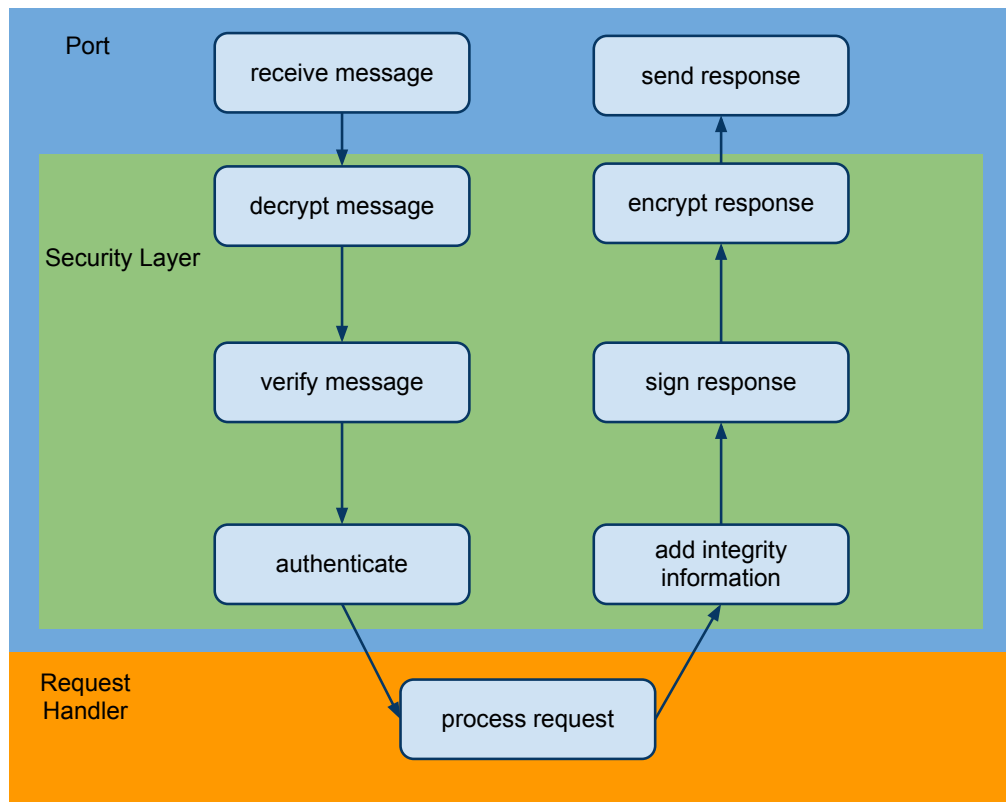 Port
receive message
send response
decrypt message
encrypt response
Security Layer
verify message
sign response
authenticate
add integrity
information
Request
Handler
process request